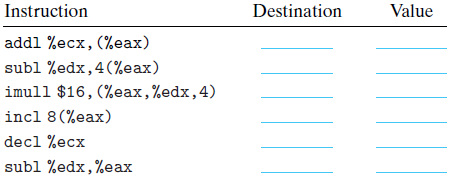 Instruction Destination Value
addl %ecx,(%eax)
subl %edx,4(%eax)
imull $16,(%eax,%edx,4)
incl 8(%eax)
decl %ecx
subl %edx,%eax